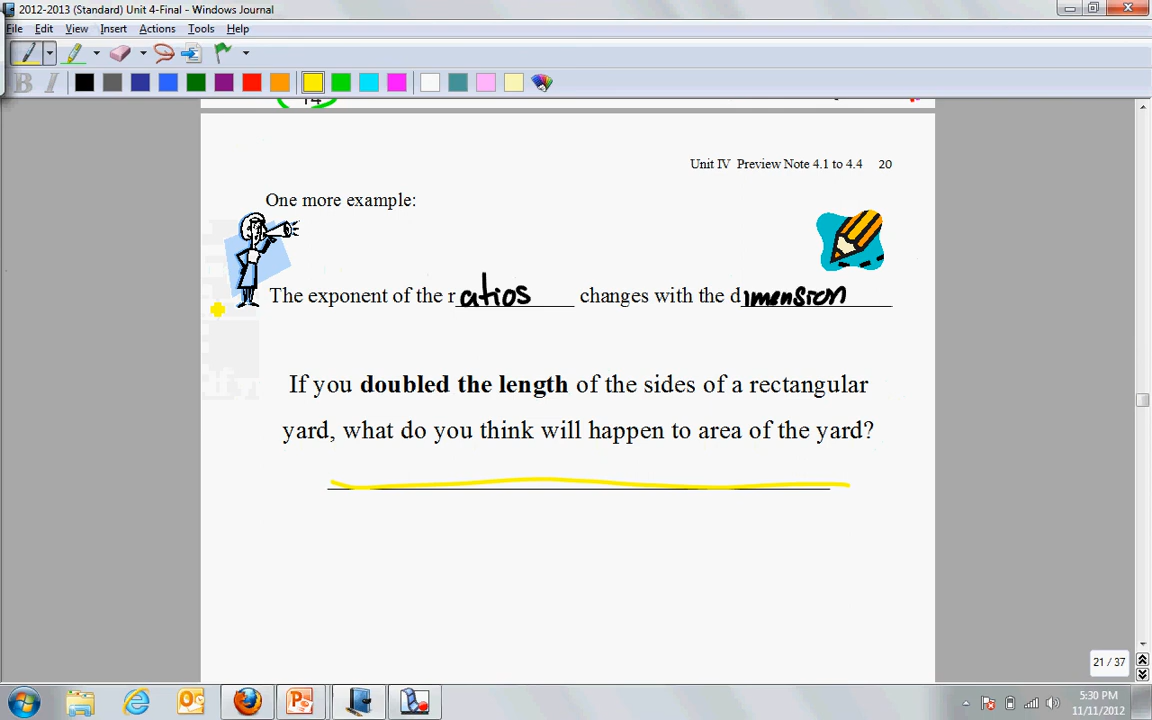 2012-2013 (Standard) Unit 4-Final - Windows Journal
File Edit View Insert Actions Tools Help
B I
14
Unit IV Preview Note 4.1 to 4.4 20
One more example:
The exponent of the ratios changes with the dimension
If you doubled the length of the sides of a rectangular
yard, what do you think will happen to area of the yard?
21 / 37
5:30 PM
11/11/2012